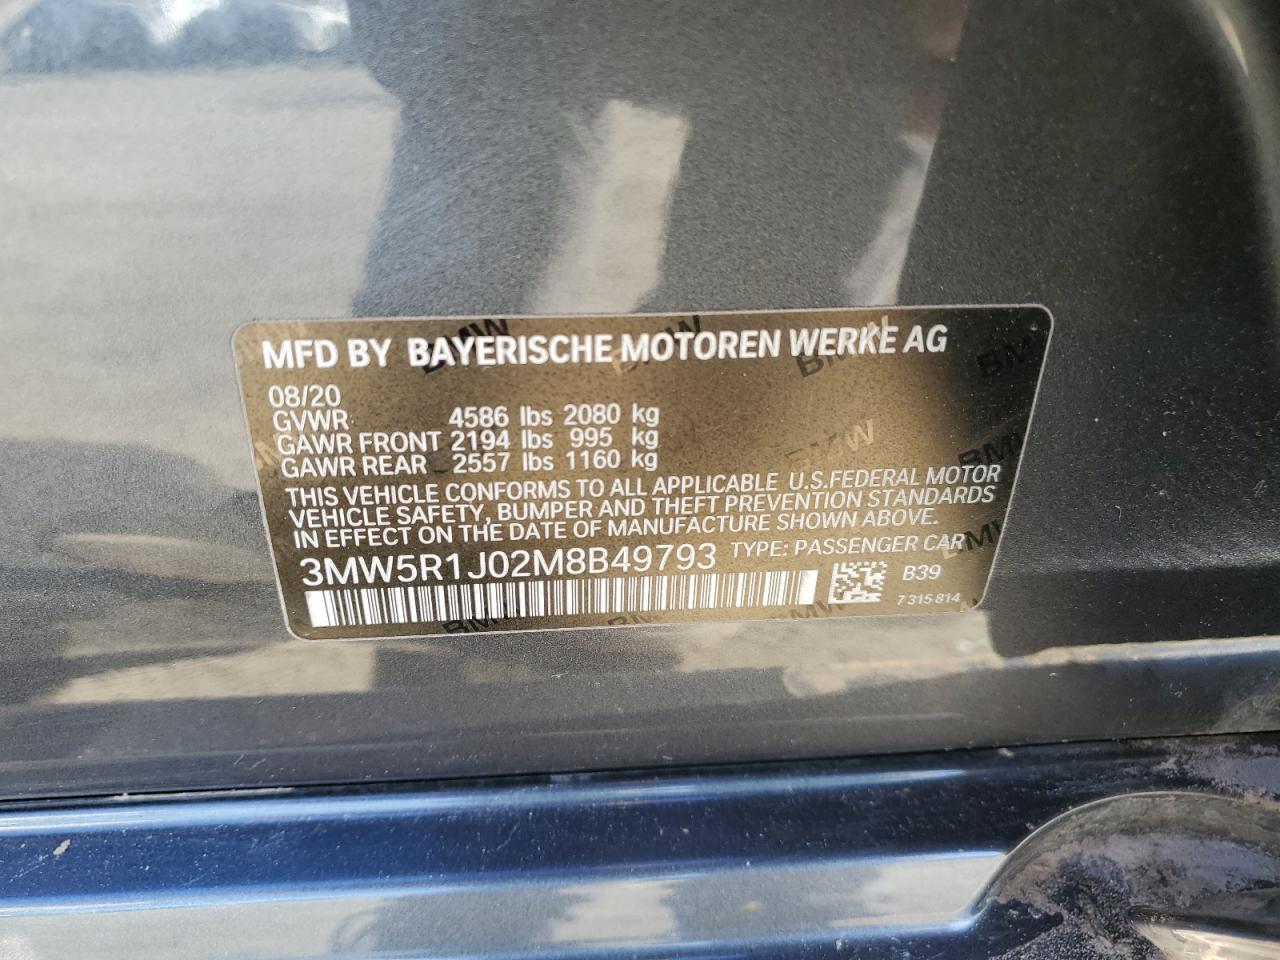 MFD BY BAYERISCHE MOTOREN WERKE AG
08/20
GVWR 4586 lbs 2080 kg
GAWR FRONT 2194 lbs 995 kg
GAWR REAR 2557 lbs 1160 kg
THIS VEHICLE CONFORMS TO ALL APPLICABLE U.S.FEDERAL MOTOR
VEHICLE SAFETY, BUMPER AND THEFT PREVENTION STANDARDS
IN EFFECT ON THE DATE OF MANUFACTURE SHOWN ABOVE.
3MW5R1J02M8B49793 TYPE: PASSENGER CAR
B39
7 315 814